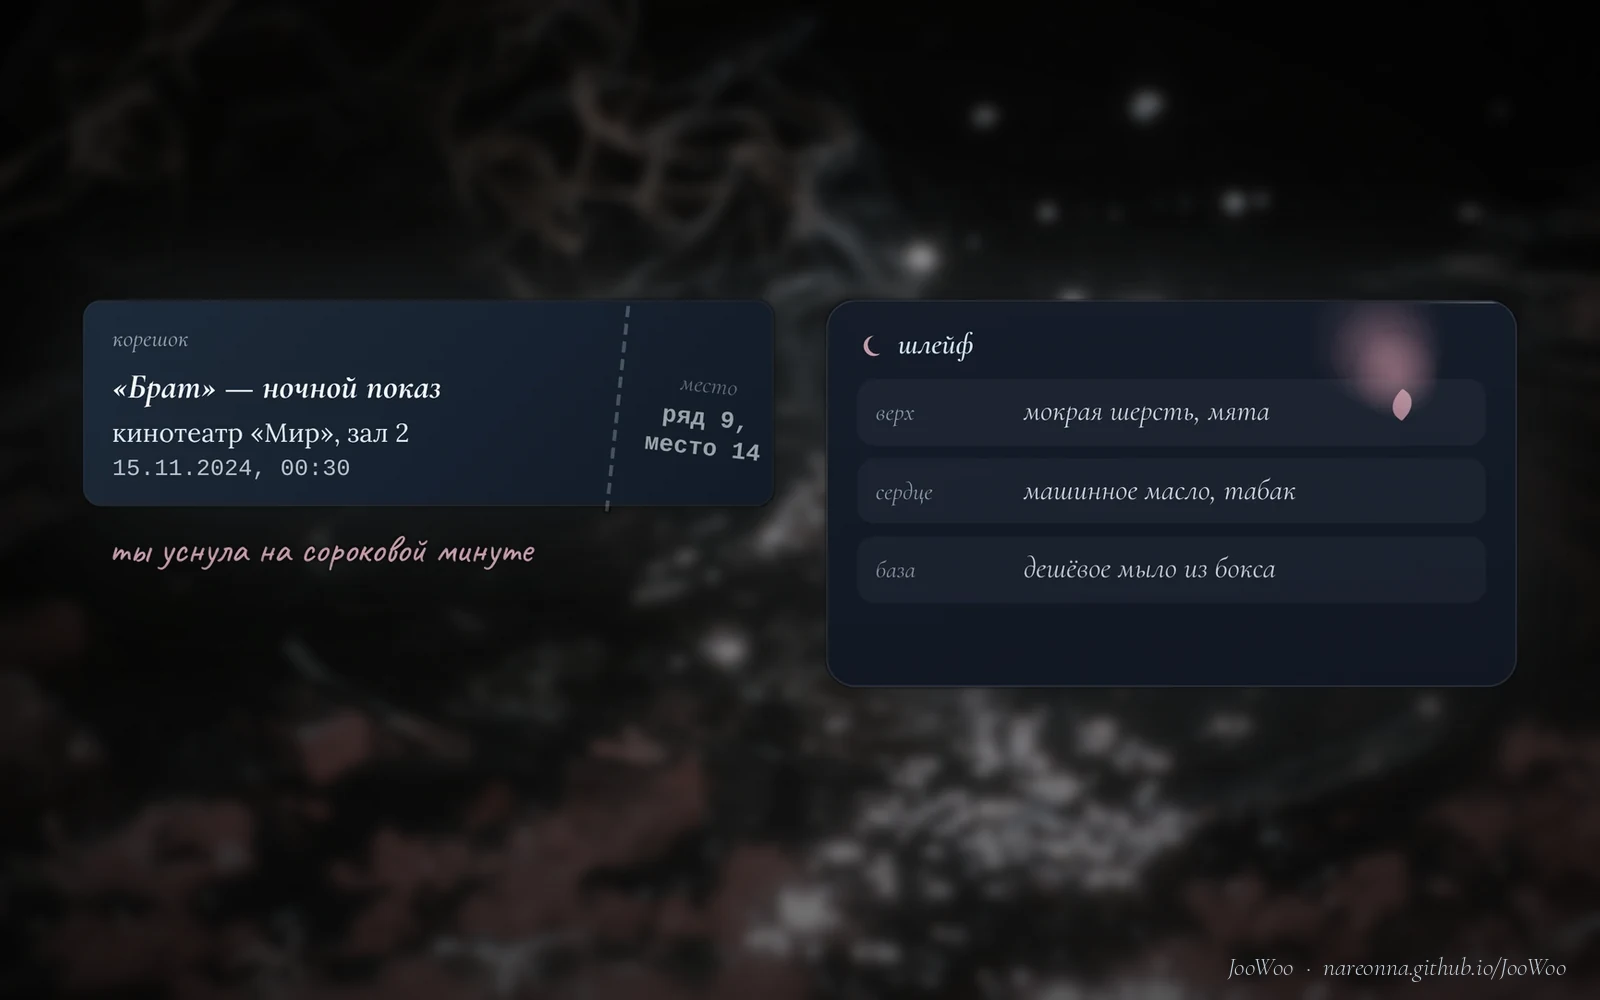 корешок
«Брат» — ночной показ
кинотеатр «Мир», зал 2
15.11.2024, 00:30
место
ряд 9,
место 14
ты уснула на сороковой минуте
шлейф
верх мокрая шерсть, мята
сердце машинное масло, табак
база дешёвое мыло из бокса
JooWoo · nareonna.github.io/JooWoo